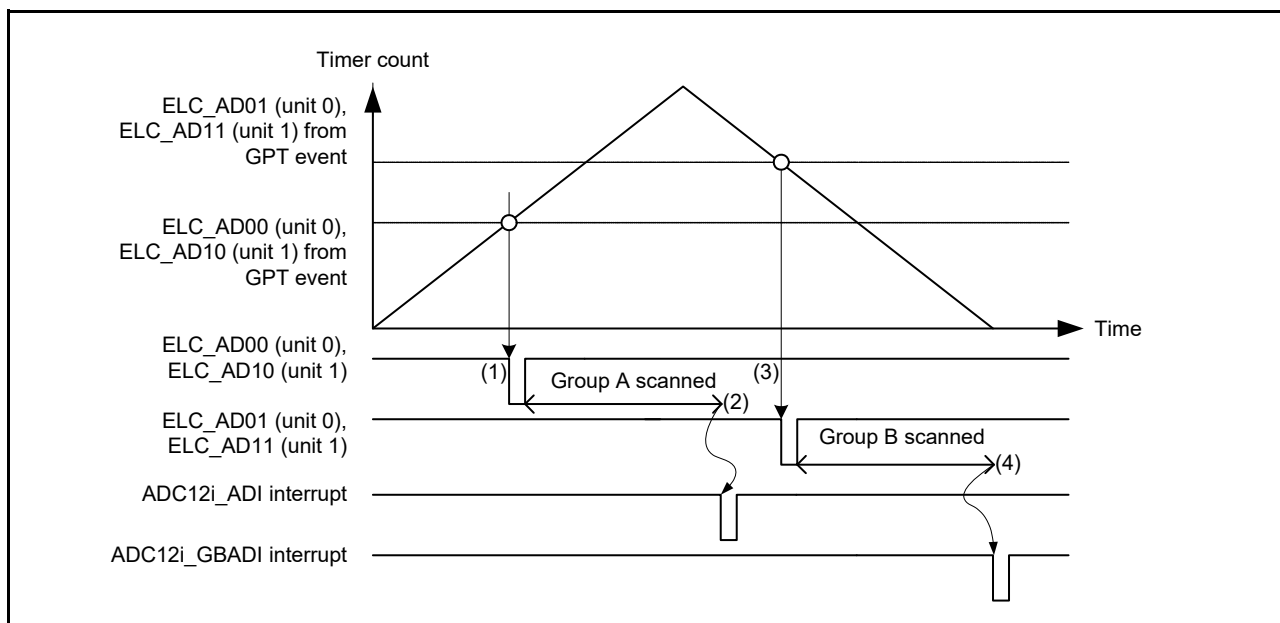 Timer count
ELC_AD01 (unit 0),
ELC_AD11 (unit 1) from
GPT event
ELC_AD00 (unit 0),
ELC_AD10 (unit 1) from
GPT event
Time
ELC_AD00 (unit 0),
ELC_AD10 (unit 1)
(1)
Group A scanned
(2)
(3)
ELC_AD01 (unit 0),
ELC_AD11 (unit 1)
Group B scanned
(4)
ADC12i_ADI interrupt
ADC12i_GBADI interrupt